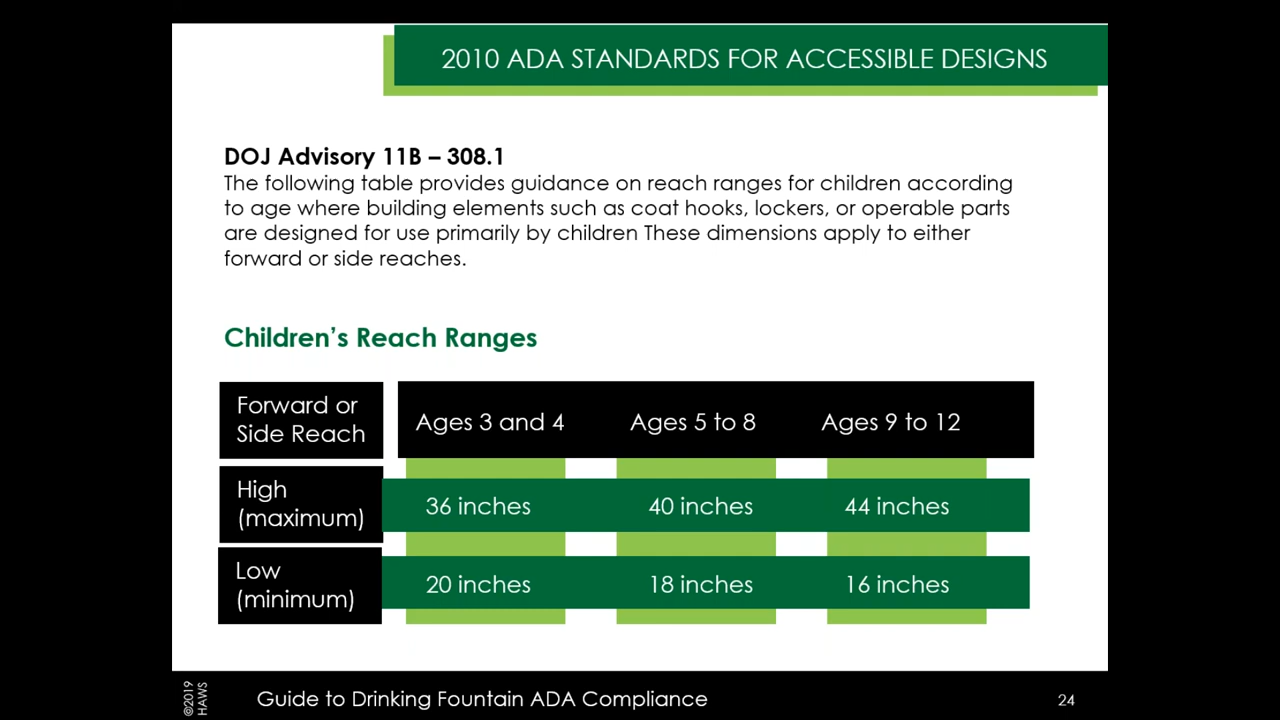 2010 ADA STANDARDS FOR ACCESSIBLE DESIGNS
DOJ Advisory 11B – 308.1
The following table provides guidance on reach ranges for children according
to age where building elements such as coat hooks, lockers, or operable parts
are designed for use primarily by children These dimensions apply to either
forward or side reaches.
Children's Reach Ranges
Forward or
Side Reach
Ages 3 and 4
Ages 5 to 8
Ages 9 to 12
High
(maximum)
36 inches
40 inches
44 inches
Low
(minimum)
20 inches
18 inches
16 inches
©2019
HAWS
Guide to Drinking Fountain ADA Compliance
24